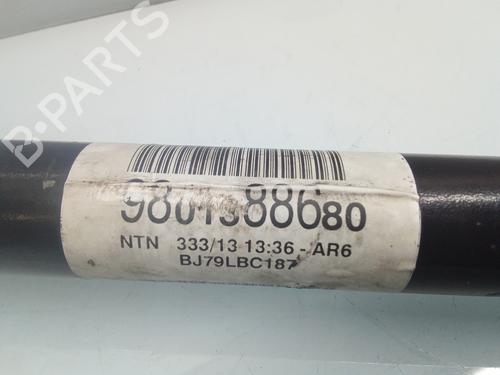 B-PARTS
9801388680
NTN 333/13 13:36 - AR6
BJ79LBC187